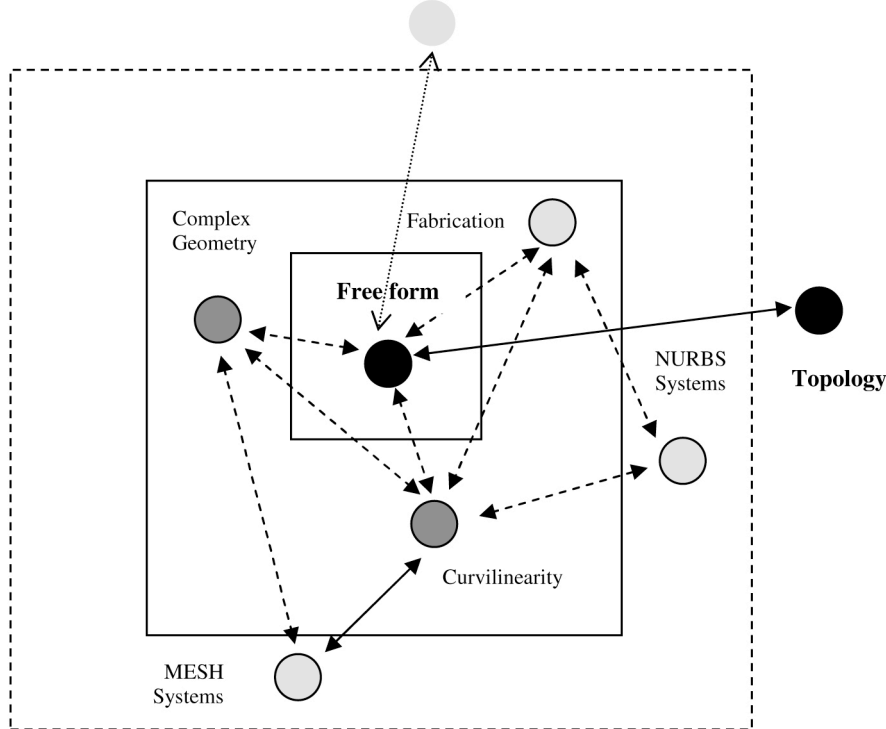 Complex
Geometry
Fabrication
Free form
NURBS
Systems
Topology
Curvilinearity
MESH
Systems